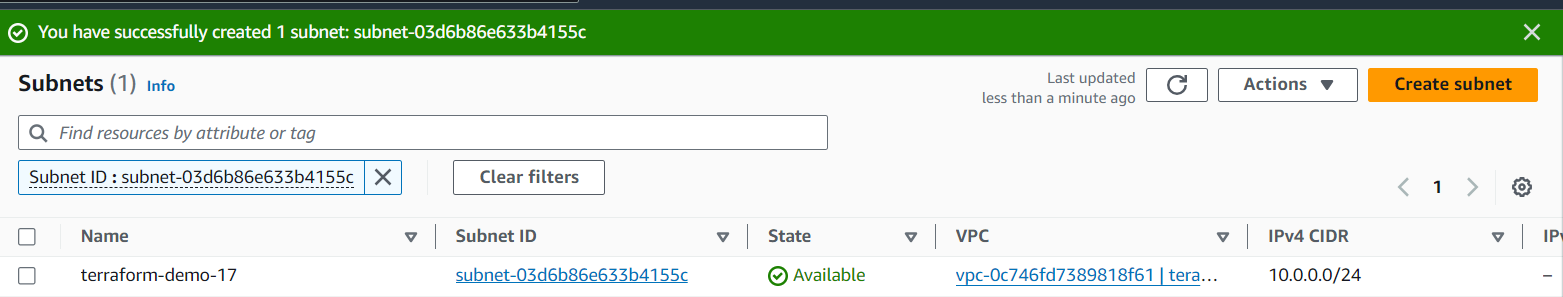 You have successfully created 1 subnet: subnet-03d6b86e633b4155c
Subnets (1) Info
Last updated
less than a minute ago
Actions
Create subnet
Find resources by attribute or tag
Subnet ID : subnet-03d6b86e633b4155c
Clear filters
1
Name Subnet ID State VPC IPv4 CIDR IPv
terraform-demo-17 subnet-03d6b86e633b4155c Available vpc-0c746fd7389818f61 | tera… 10.0.0.0/24 –